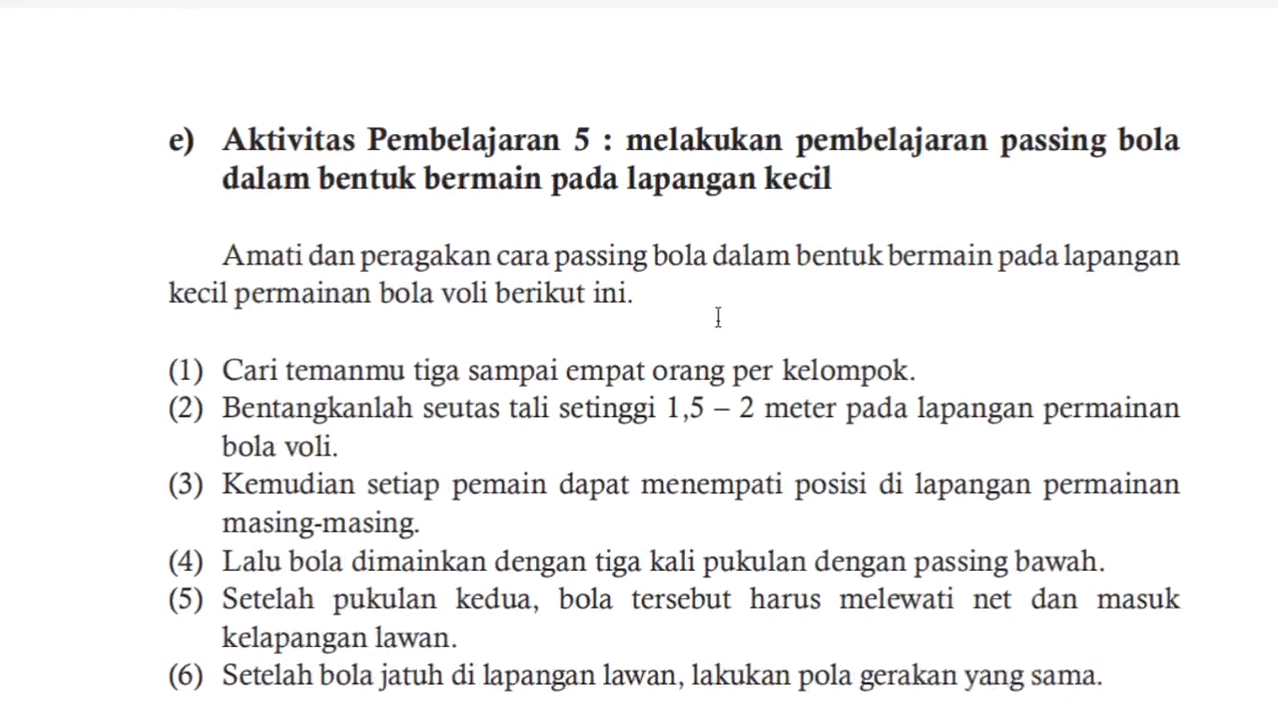 e) Aktivitas Pembelajaran 5 : melakukan pembelajaran passing bola
dalam bentuk bermain pada lapangan kecil
Amati dan peragakan cara passing bola dalam bentuk bermain pada lapangan
kecil permainan bola voli berikut ini.
(1) Cari temanmu tiga sampai empat orang per kelompok.
(2) Bentangkanlah seutas tali setinggi 1,5 – 2 meter pada lapangan permainan
bola voli.
(3) Kemudian setiap pemain dapat menempati posisi di lapangan permainan
masing-masing.
(4) Lalu bola dimainkan dengan tiga kali pukulan dengan passing bawah.
(5) Setelah pukulan kedua, bola tersebut harus melewati net dan masuk
kelapangan lawan.
(6) Setelah bola jatuh di lapangan lawan, lakukan pola gerakan yang sama.